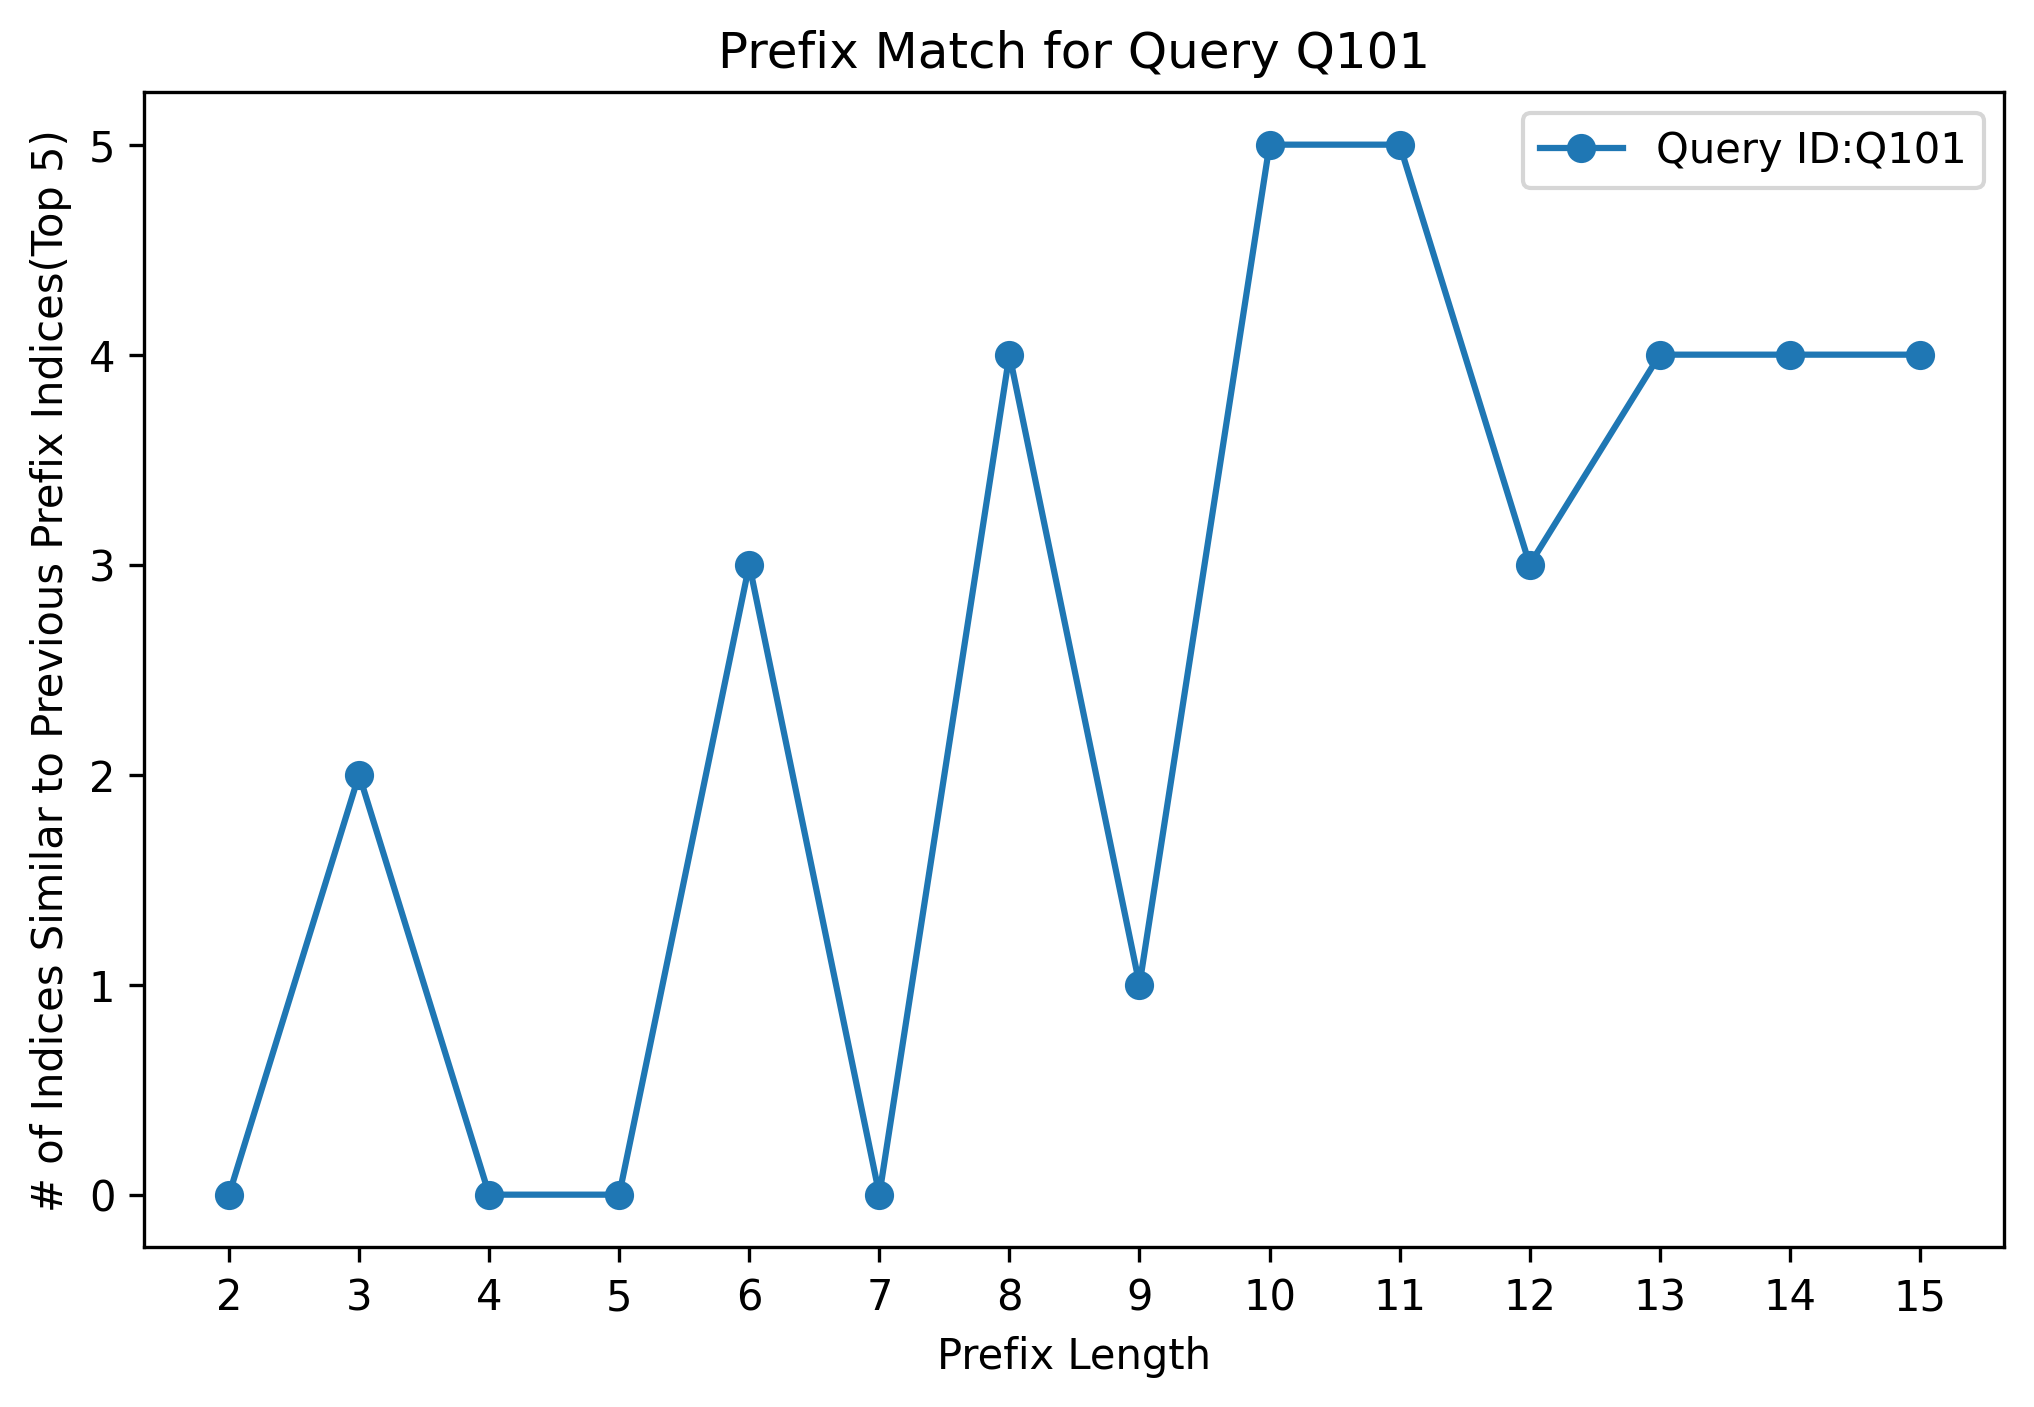 Prefix Match for Query Q101
Query ID:Q101
# of Indices Similar to Previous Prefix Indices(Top 5)
5
4
3
2
1
0
2 3 4 5 6 7 8 9 10 11 12 13 14 15
Prefix Length